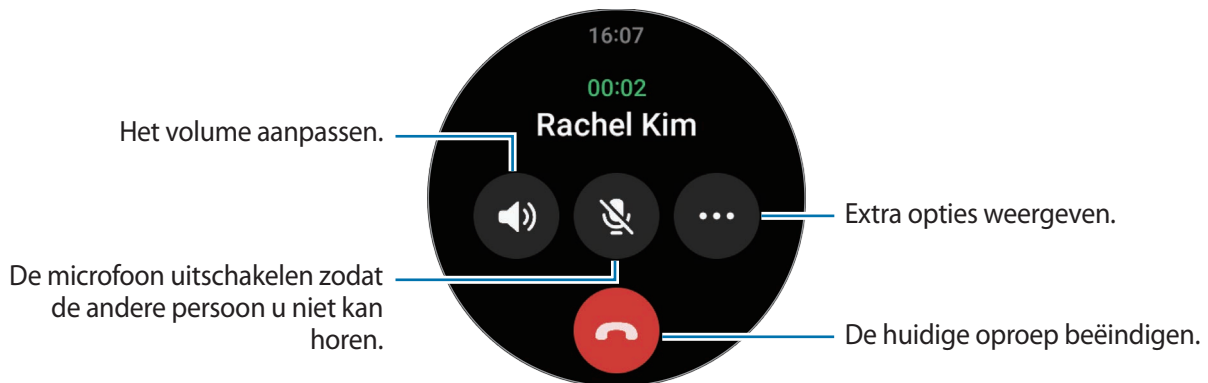 16:07
00:02
Rachel Kim
Het volume aanpassen.
Extra opties weergeven.
De microfoon uitschakelen zodat
de andere persoon u niet kan
horen.
De huidige oproep beëindigen.